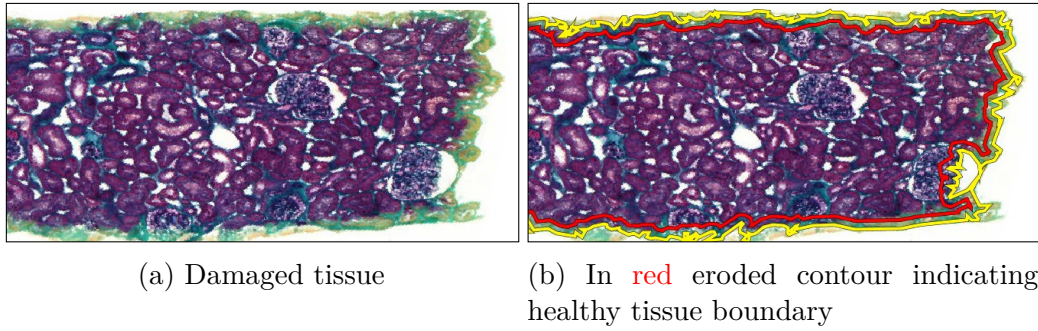 (a) Damaged tissue
(b) In red eroded contour indicating
healthy tissue boundary